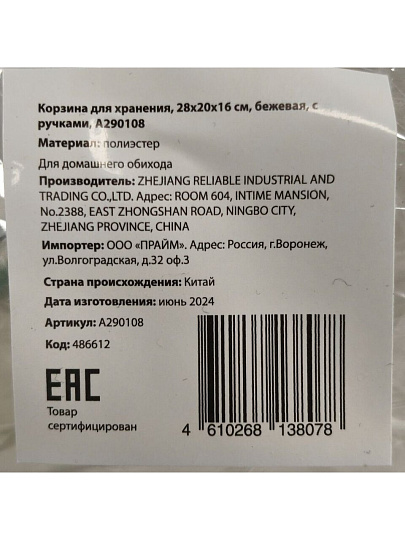 Корзина для хранения, 28х20х16 см, бежевая, с
ручками, А290108
Материал: полиэстер
Для домашнего обихода
Производитель: ZHEJIANG RELIABLE INDUSTRIAL AND
TRADING CO.,LTD. Адрес: ROOM 604, INTIME MANSION,
No.2388, EAST ZHONGSHAN ROAD, NINGBO CITY,
ZHEJIANG PROVINCE, CHINA
Импортер: ООО «ПРАЙМ». Адрес: Россия, г.Воронеж,
ул.Волгоградская, д.32 оф.3
Страна происхождения: Китай
Дата изготовления: июнь 2024
Артикул: А290108
Код: 486612
EAC
Товар
сертифицирован
4 610268 138078